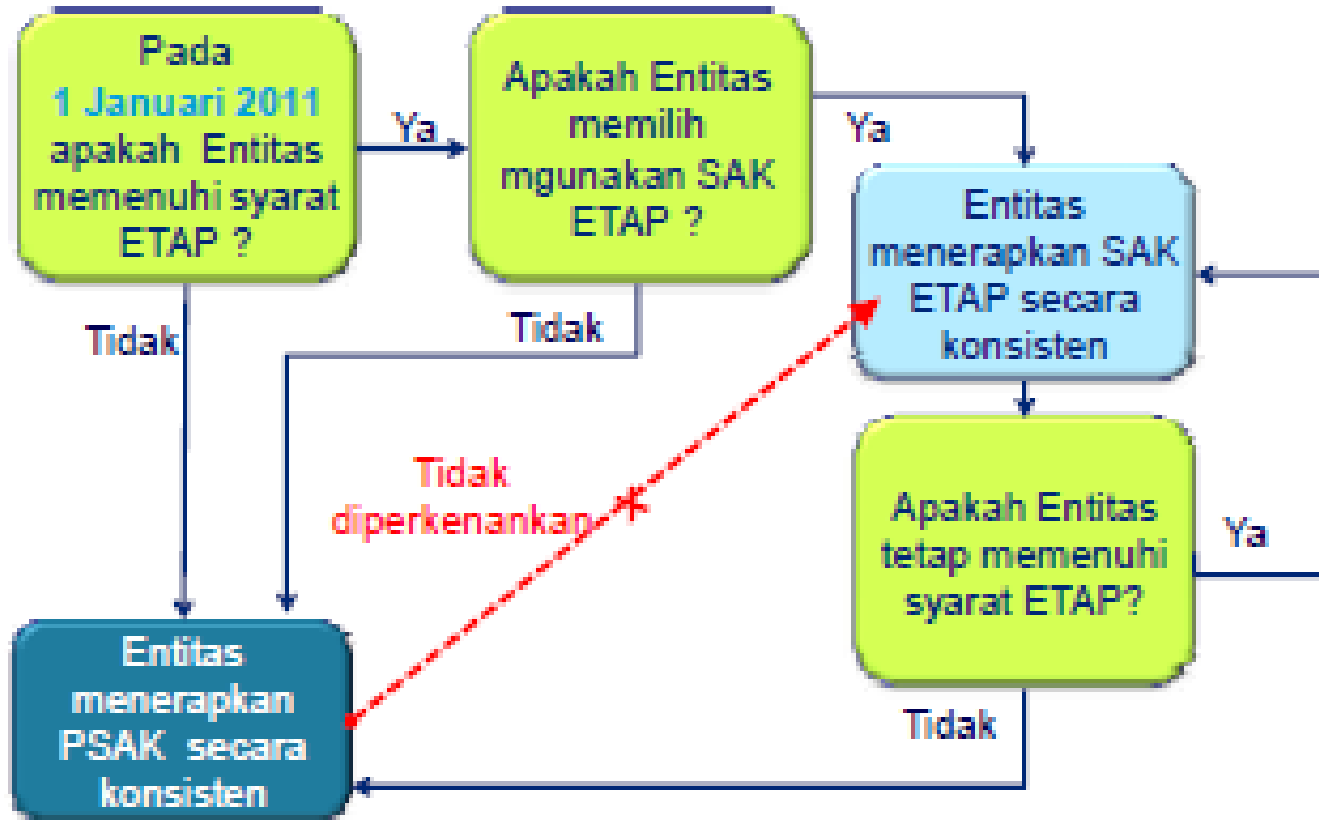 Pada
1 Januari 2011
apakah Entitas
memenuhi syarat
ETAP ?
Ya
Apakah Entitas
memilih
mgunakan SAK
ETAP ?
Ya
Entitas
menerapkan SAK
ETAP secara
konsisten
Tidak
Tidak
Tidak
diperkenankan
Apakah Entitas
tetap memenuhi
syarat ETAP?
Ya
Entitas
menerapkan
PSAK secara
konsisten
Tidak